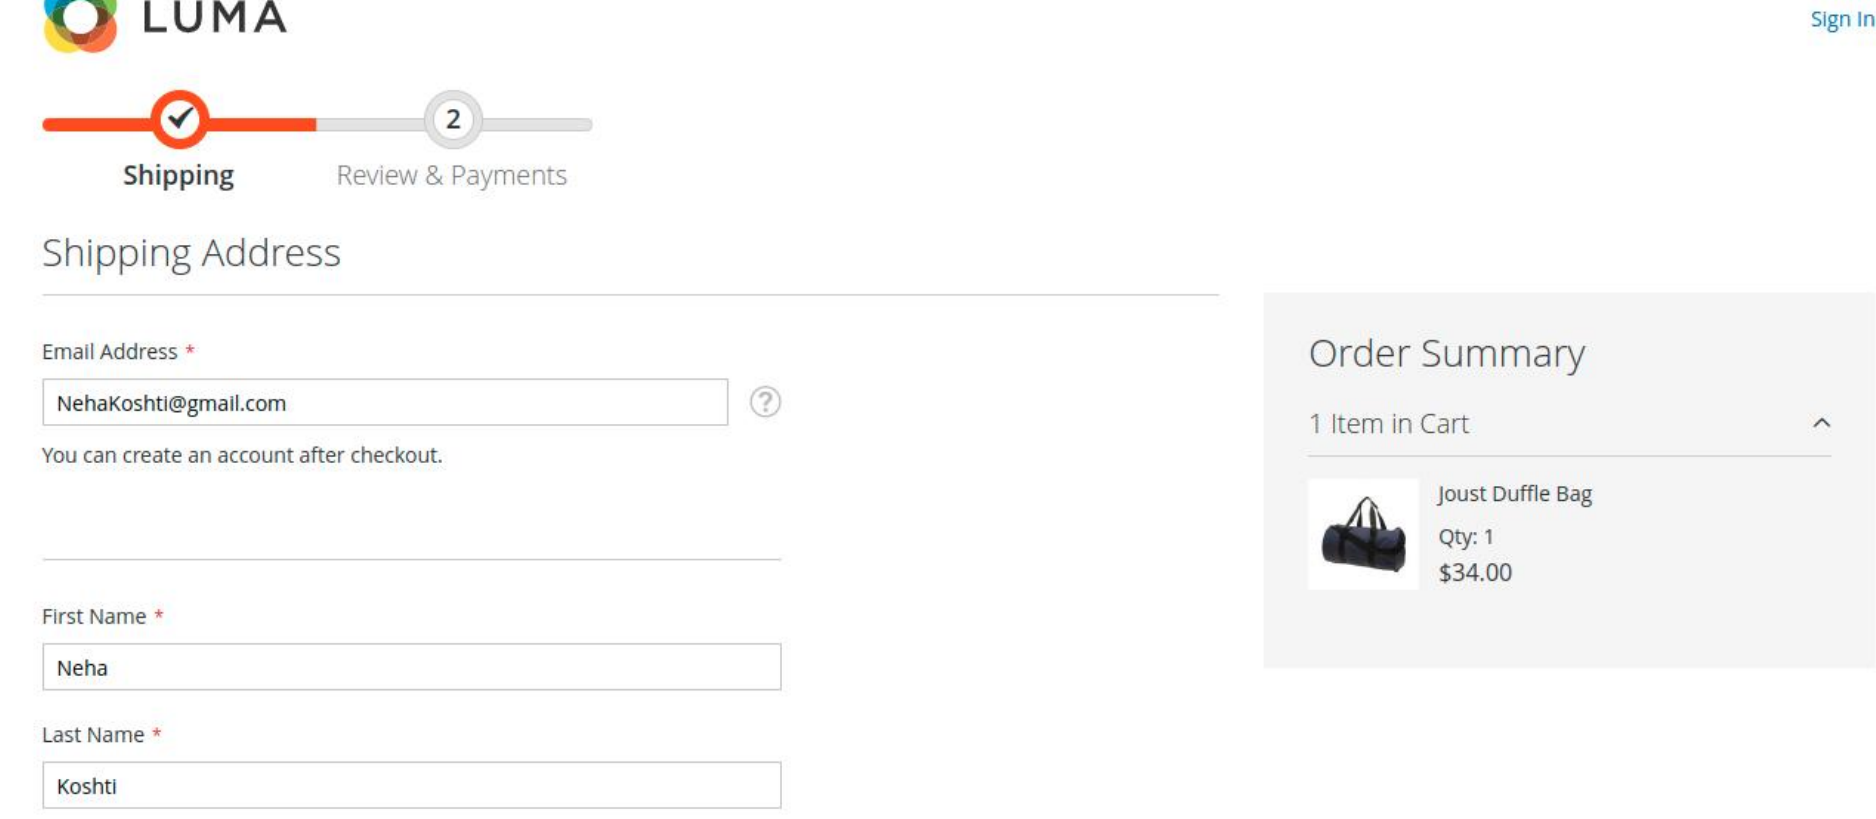 LUMA
Sign In
2
Shipping
Review & Payments
Shipping Address
Email Address *
NehaKoshti@gmail.com
?
You can create an account after checkout.
First Name *
Neha
Last Name *
Koshti
Order Summary
1 Item in Cart
Joust Duffle Bag
Qty: 1
$34.00